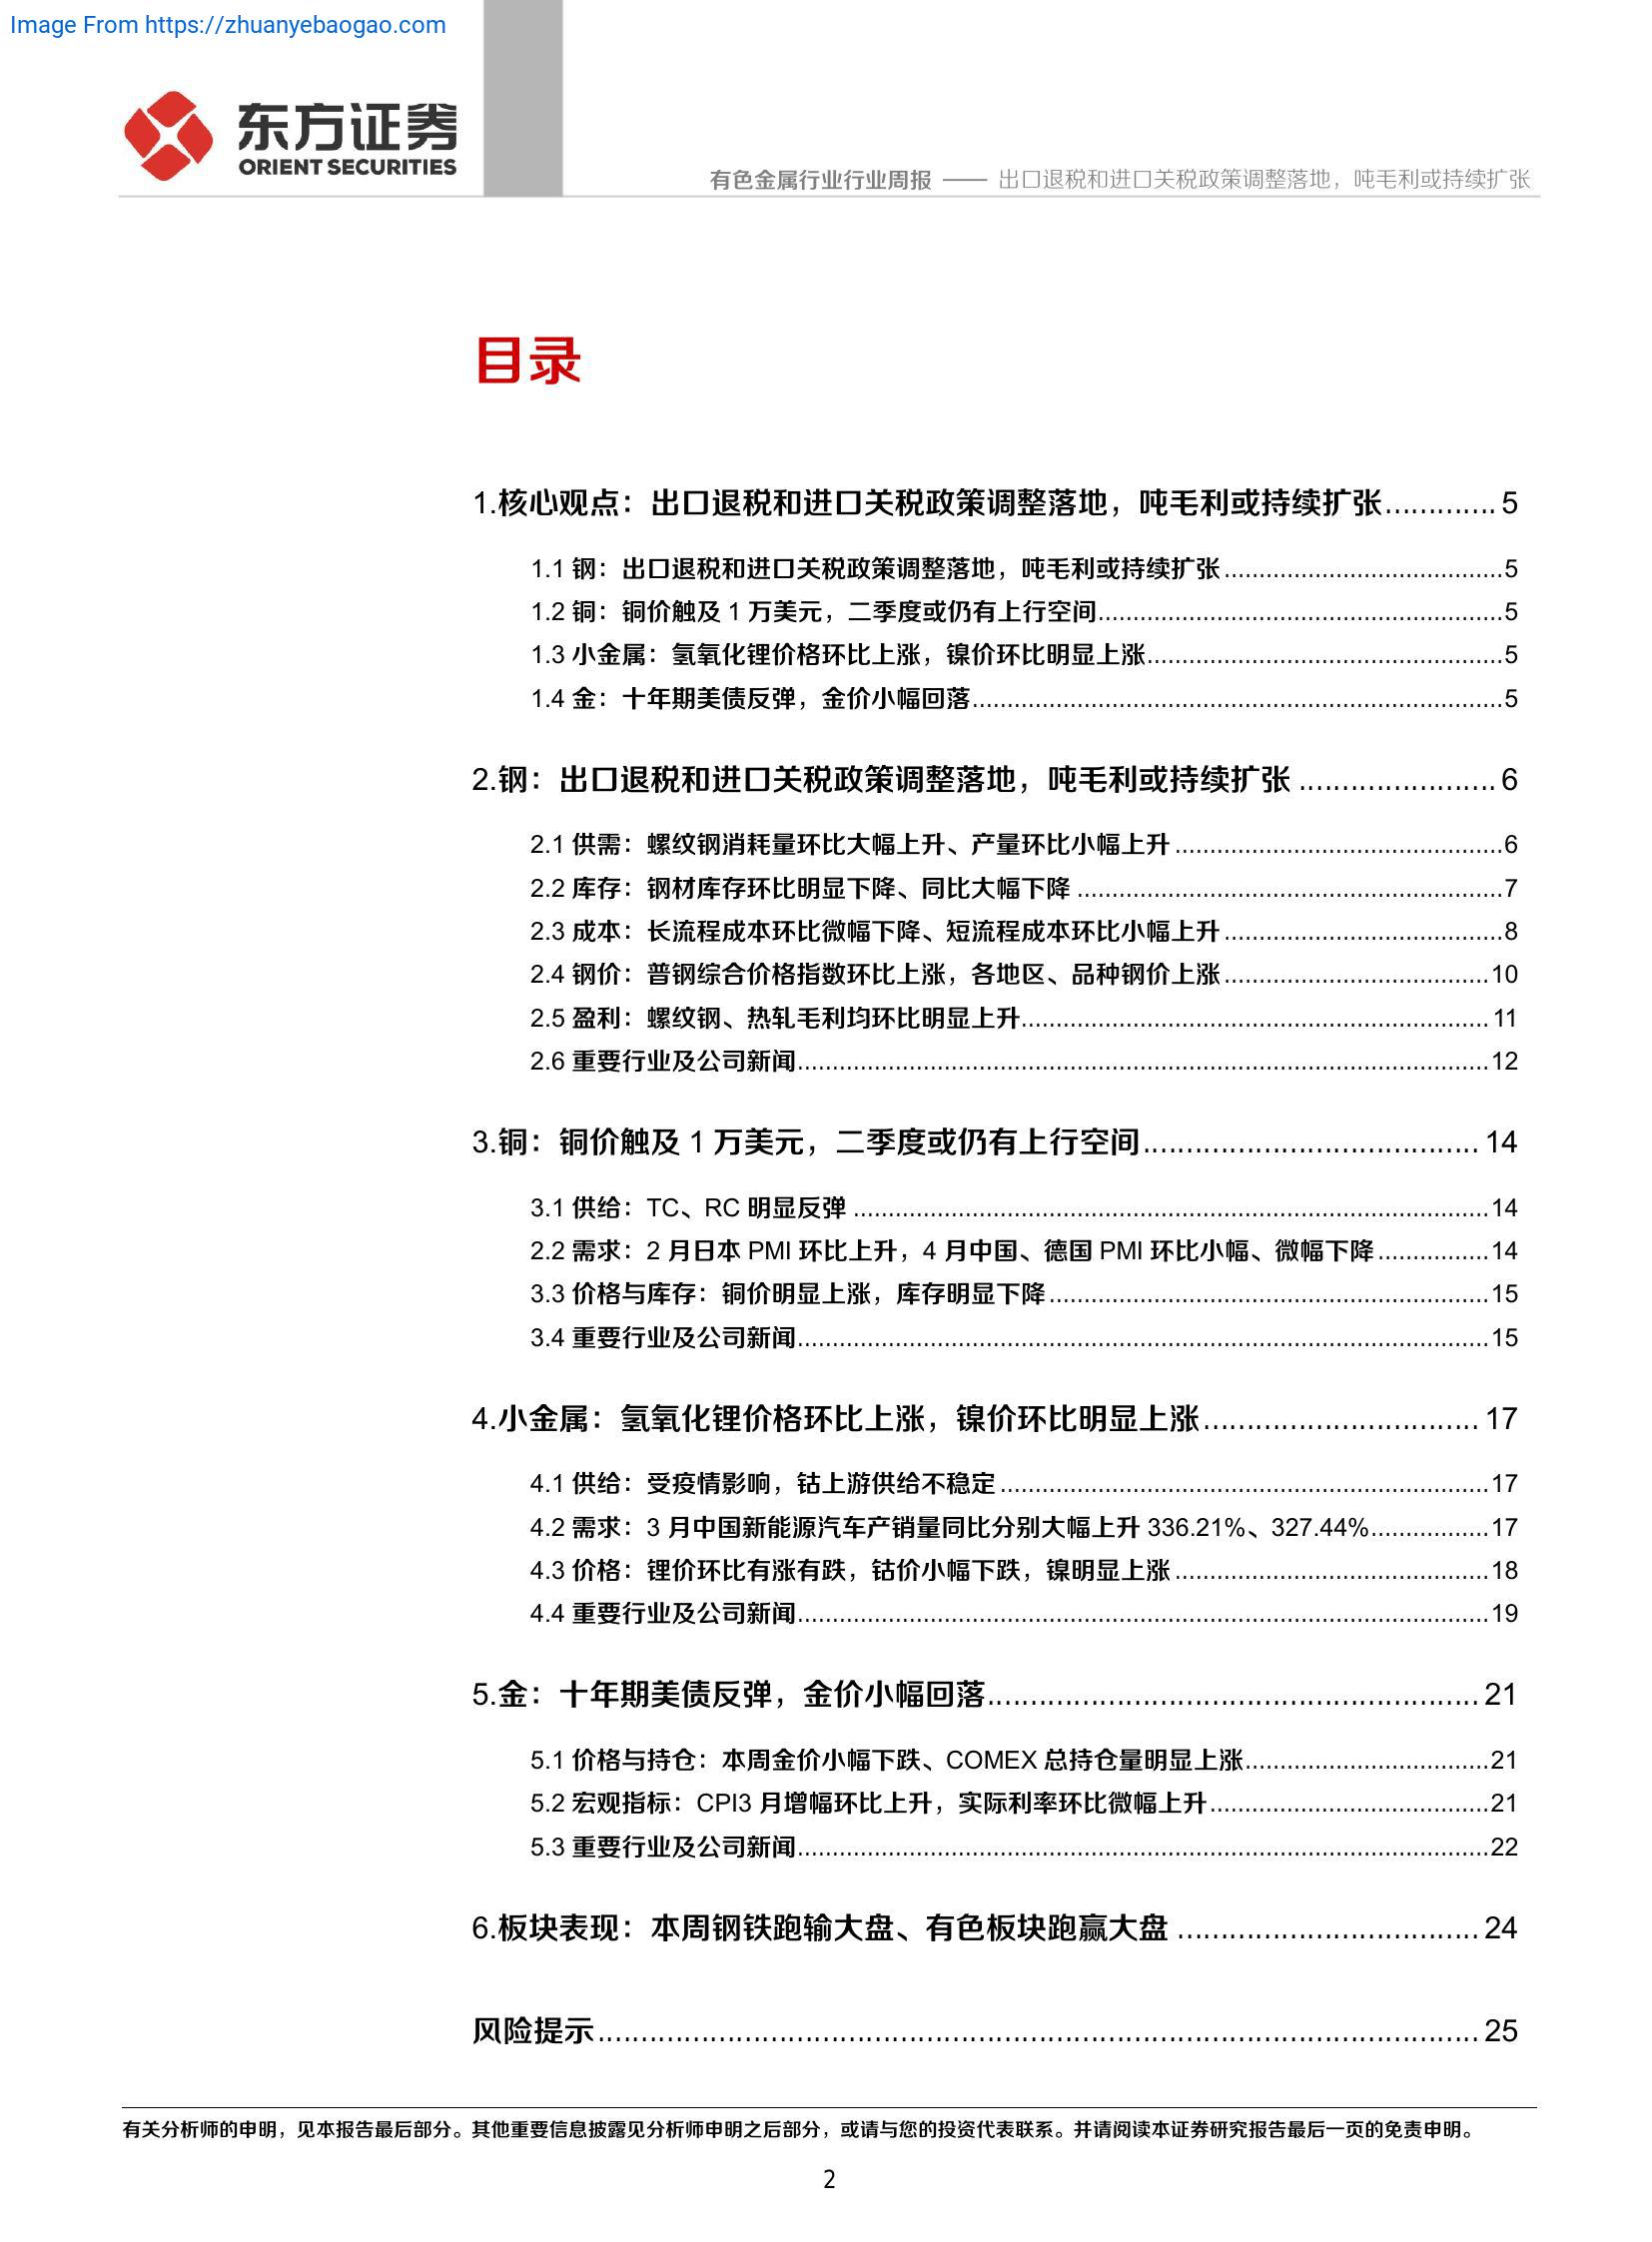 Image From https://zhuanyebaogao.com
东方证券
ORIENT SECURITIES
有色金属行业行业周报 —— 出口退税和进口关税政策调整落地，吨毛利或持续扩张
目录
1.核心观点：出口退税和进口关税政策调整落地，吨毛利或持续扩张............. 5
1.1 钢：出口退税和进口关税政策调整落地，吨毛利或持续扩张........................................5
1.2 铜：铜价触及 1 万美元，二季度或仍有上行空间..........................................................5
1.3 小金属：氢氧化锂价格环比上涨，镍价环比明显上涨...................................................5
1.4 金：十年期美债反弹，金价小幅回落............................................................................5
2.钢：出口退税和进口关税政策调整落地，吨毛利或持续扩张 ....................... 6
2.1 供需：螺纹钢消耗量环比大幅上升、产量环比小幅上升...............................................6
2.2 库存：钢材库存环比明显下降、同比大幅下降 .............................................................7
2.3 成本：长流程成本环比微幅下降、短流程成本环比小幅上升........................................8
2.4 钢价：普钢综合价格指数环比上涨，各地区、品种钢价上涨......................................10
2.5 盈利：螺纹钢、热轧毛利均环比明显上升...................................................................11
2.6 重要行业及公司新闻...................................................................................................12
3.铜：铜价触及 1 万美元，二季度或仍有上行空间....................................... 14
3.1 供给：TC、RC 明显反弹 ...........................................................................................14
2.2 需求：2 月日本 PMI 环比上升，4 月中国、德国 PMI 环比小幅、微幅下降................14
3.3 价格与库存：铜价明显上涨，库存明显下降...............................................................15
3.4 重要行业及公司新闻...................................................................................................15
4.小金属：氢氧化锂价格环比上涨，镍价环比明显上涨................................ 17
4.1 供给：受疫情影响，钴上游供给不稳定......................................................................17
4.2 需求：3 月中国新能源汽车产销量同比分别大幅上升 336.21%、327.44%.................17
4.3 价格：锂价环比有涨有跌，钴价小幅下跌，镍明显上涨.............................................18
4.4 重要行业及公司新闻...................................................................................................19
5.金：十年期美债反弹，金价小幅回落......................................................... 21
5.1 价格与持仓：本周金价小幅下跌、COMEX 总持仓量明显上涨...................................21
5.2 宏观指标：CPI3 月增幅环比上升，实际利率环比微幅上升........................................21
5.3 重要行业及公司新闻...................................................................................................22
6.板块表现：本周钢铁跑输大盘、有色板块跑赢大盘 ................................... 24
风险提示....................................................................................................... 25
有关分析师的申明，见本报告最后部分。其他重要信息披露见分析师申明之后部分，或请与您的投资代表联系。并请阅读本证券研究报告最后一页的免责申明。
2